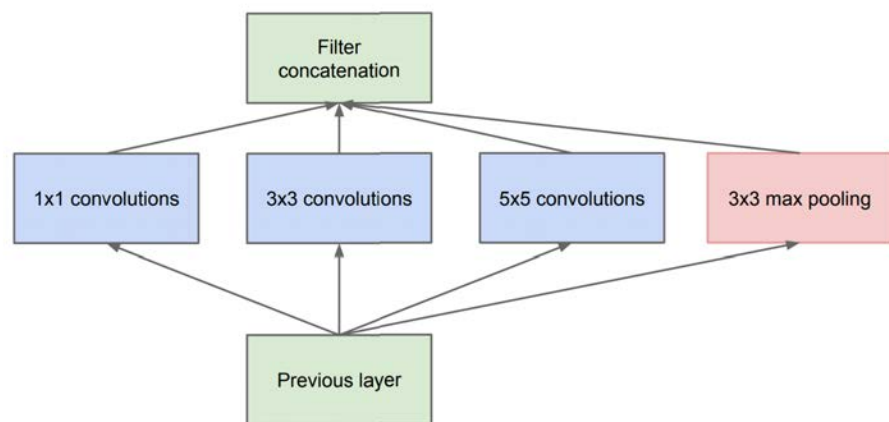 Filter
concatenation
1x1 convolutions
3x3 convolutions
5x5 convolutions
3x3 max pooling
Previous layer